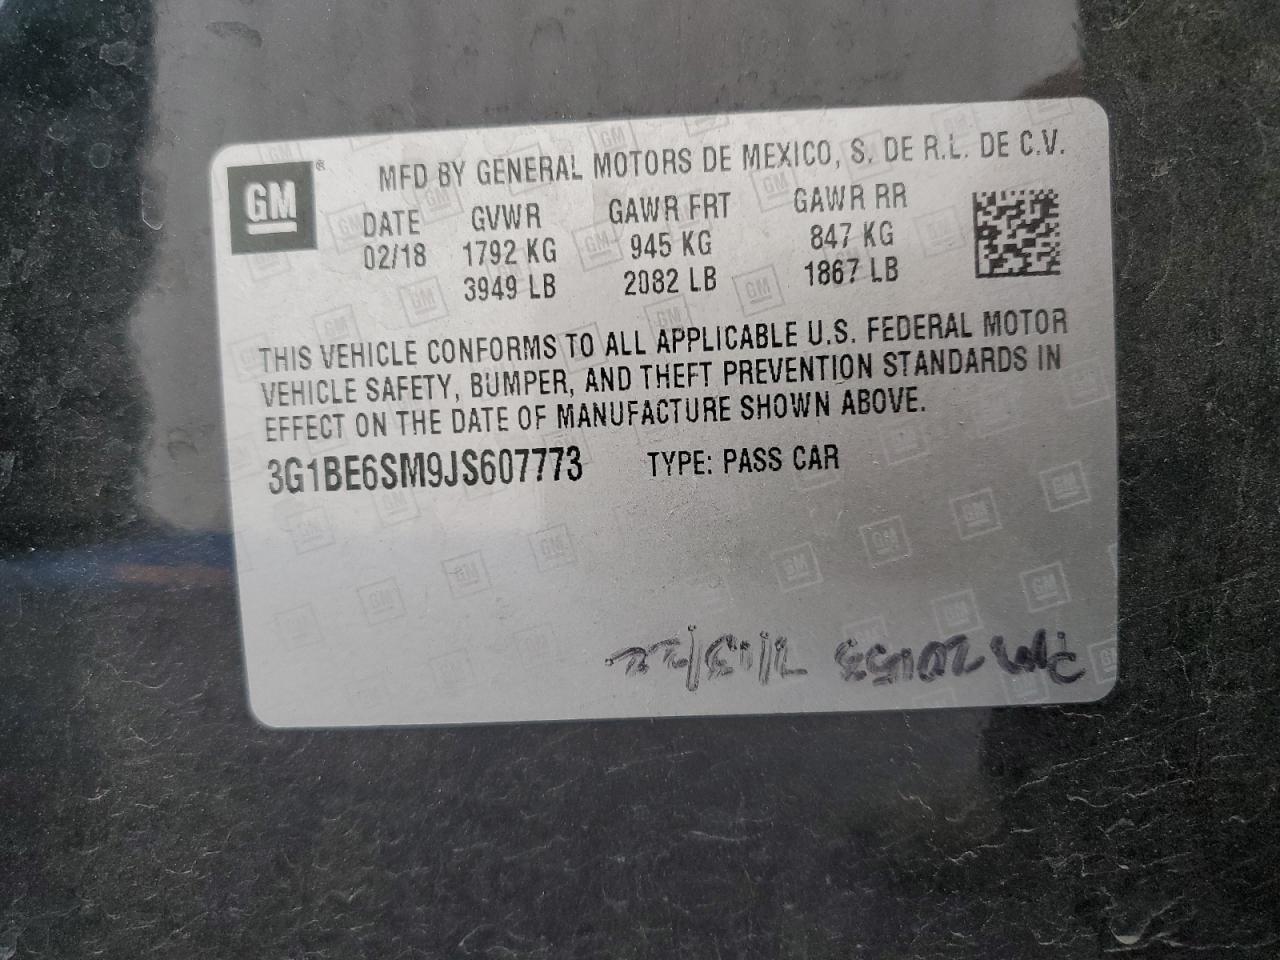 GM®
MFD BY GENERAL MOTORS DE MEXICO, S. DE R.L. DE C.V.
DATE GVWR GAWR FRT GAWR RR
02/18 1792 KG 945 KG 847 KG
3949 LB 2082 LB 1867 LB
THIS VEHICLE CONFORMS TO ALL APPLICABLE U.S. FEDERAL MOTOR
VEHICLE SAFETY, BUMPER, AND THEFT PREVENTION STANDARDS IN
EFFECT ON THE DATE OF MANUFACTURE SHOWN ABOVE.
3G1BE6SM9JS607773 TYPE: PASS CAR